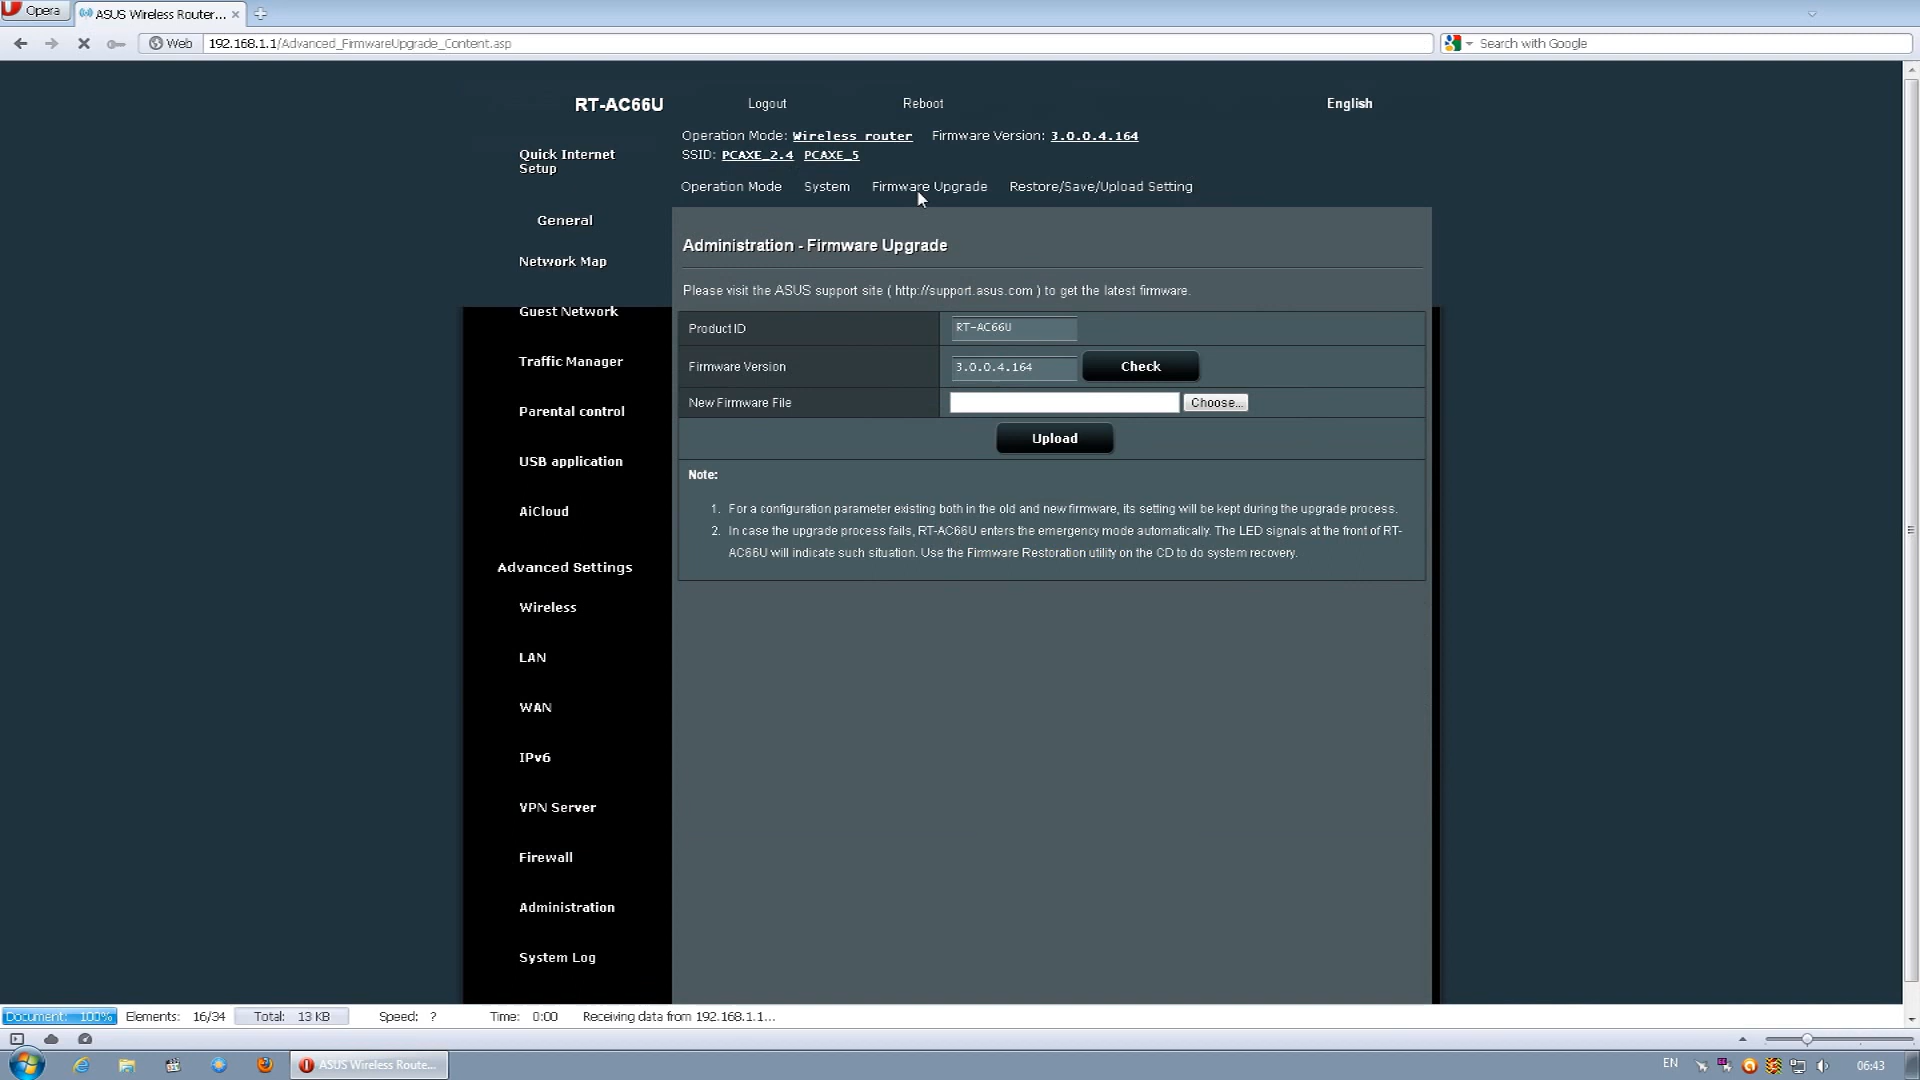 Opera
ASUS Wireless Router...
Web
192.168.1.1/Advanced_FirmwareUpgrade_Content.asp
Search with Google
RT-AC66U
Logout
Reboot
English
Operation Mode: Wireless router Firmware Version: 3.0.0.4.164
SSID: PCAXE_2.4 PCAXE_5
Quick Internet
Setup
General
Network Map
Guest Network
Traffic Manager
Parental control
USB application
AiCloud
Advanced Settings
Wireless
LAN
WAN
IPv6
VPN Server
Firewall
Administration
System Log
Operation Mode System Firmware Upgrade Restore/Save/Upload Setting
Administration - Firmware Upgrade
Please visit the ASUS support site ( http://support.asus.com ) to get the latest firmware.
Product ID RT-AC66U
Firmware Version 3.0.0.4.164 Check
New Firmware File Choose...
Upload
Note:
1. For a configuration parameter existing both in the old and new firmware, its setting will be kept during the upgrade process.
2. In case the upgrade process fails, RT-AC66U enters the emergency mode automatically. The LED signals at the front of RT-
AC66U will indicate such situation. Use the Firmware Restoration utility on the CD to do system recovery.
Document: 100% Elements: 16/34 Total: 13 KB Speed: ? Time: 0:00 Receiving data from 192.168.1.1...
ASUS Wireless Route...
EN
06:43